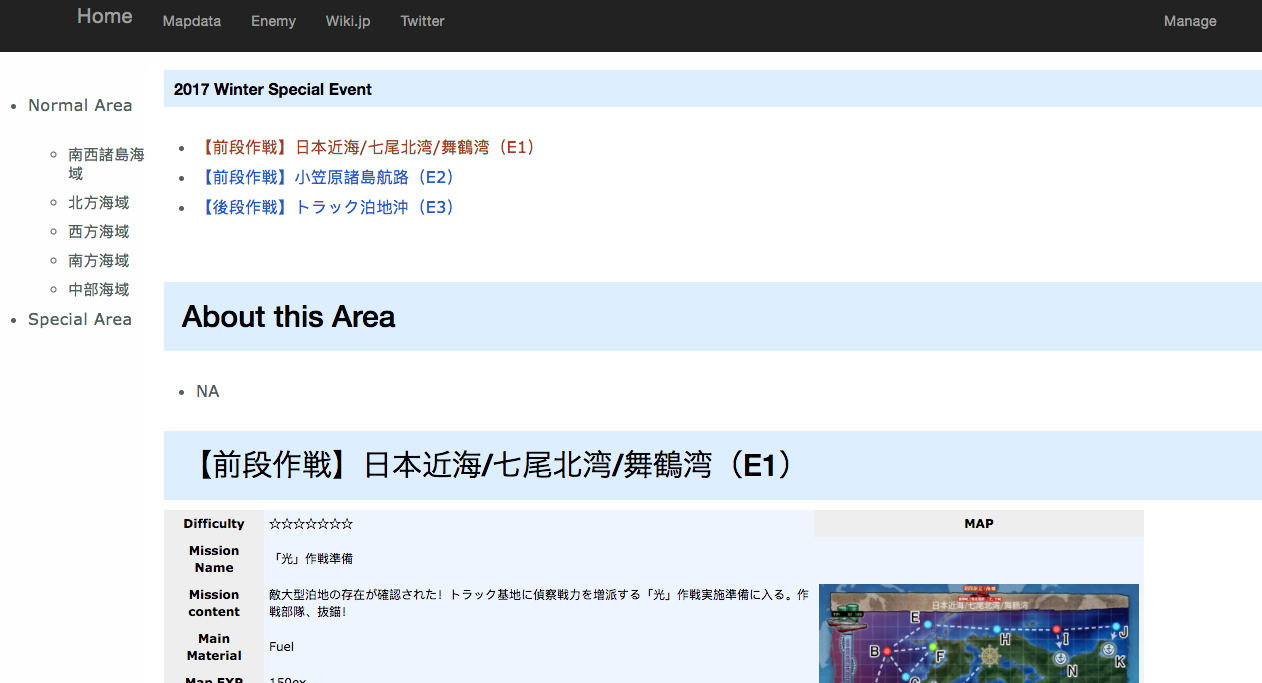 Home Mapdata Enemy Wiki.jp Twitter Manage
Normal Area
南西諸島海
域
北方海域
西方海域
南方海域
中部海域
Special Area
2017 Winter Special Event
【前段作戦】日本近海/七尾北湾/舞鶴湾（E1）
【前段作戦】小笠原諸島航路（E2）
【後段作戦】トラック泊地沖（E3）
About this Area
NA
【前段作戦】日本近海/七尾北湾/舞鶴湾（E1）
Difficulty ☆☆☆☆☆☆☆
Mission
Name
「光」作戦準備
Mission
content
敵大型泊地の存在が確認された！トラック基地に偵察戦力を増派する「光」作戦実施準備に入る。作
戦部隊、抜錨！
Main
Material
Fuel
Map EXP 150ex
MAP
日本近海/七尾北湾/舞鶴湾
E
H
I
J
B
F
N
K